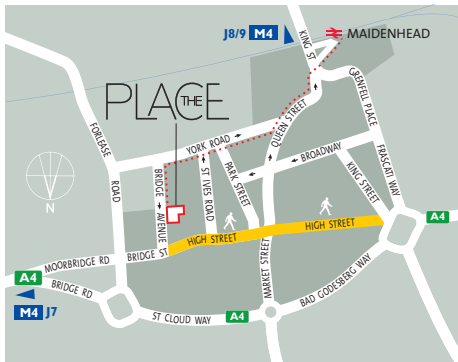 J8/9 M4
KING ST
MAIDENHEAD
THE
PLACE
GRENFELL PLACE
FORLEASE ROAD
YORK ROAD
QUEEN STREET
BROADWAY
FRASCATI WAY
BRIDGE AVENUE
ST IVES ROAD
PARK STREET
KING STREET
N
HIGH STREET
HIGH STREET
A4
MOORBRIDGE RD
BRIDGE ST
MARKET STREET
A4
BRIDGE RD
BAD GODESBERG WAY
M4 J7
ST CLOUD WAY
A4